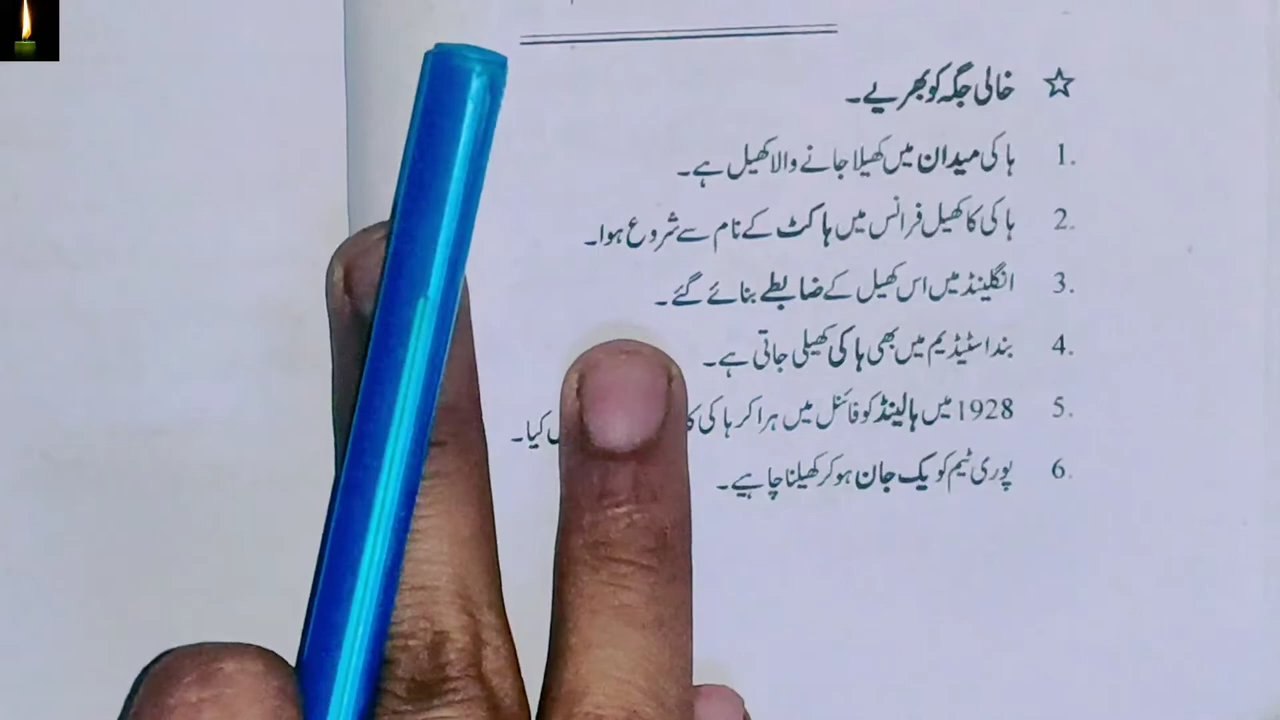 ☆ خالی جگہ کو بھریے۔
1. ہاکی میدان میں کھیلا جانے والا کھیل ہے۔
2. ہاکی کا کھیل فرانس میں ہاکٹ کے نام سے شروع ہوا۔
3. انگلینڈ میں اس کھیل کے ضابطے بنائے گئے۔
4. بند اسٹیڈیم میں بھی ہاکی کھیلی جاتی ہے۔
5. 1928 میں ہالینڈ کو فائنل میں ہرا کر ہاکی کا کیا۔
6. پوری ٹیم کو یک جان ہو کر کھیلنا چاہیے۔